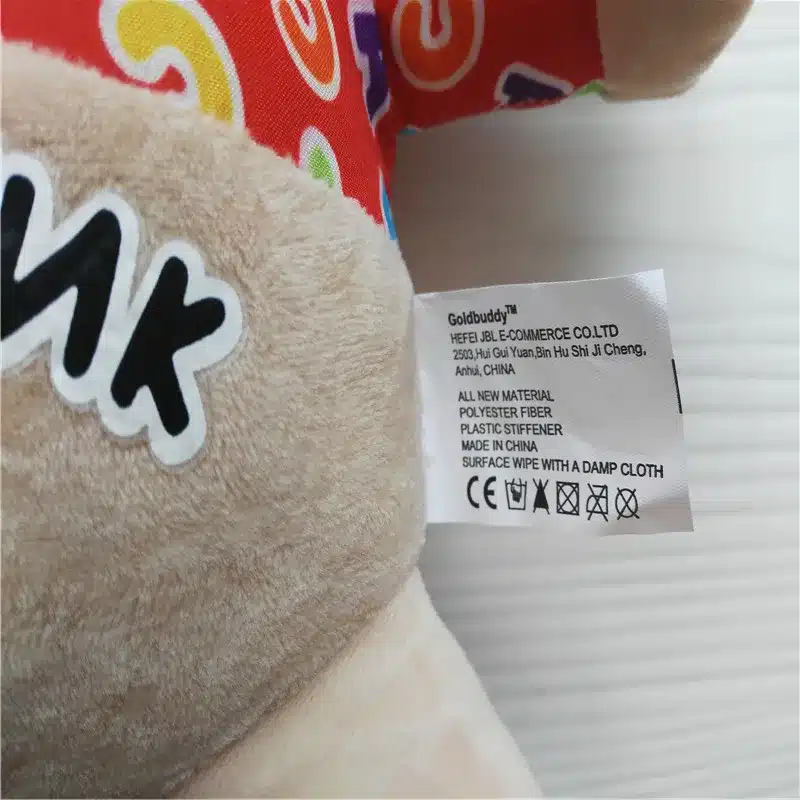 NK
Goldbuddy™
HEFEI JBL E-COMMERCE CO.LTD
2503,Hui Gui Yuan,Bin Hu Shi Ji Cheng,
Anhui, CHINA
ALL NEW MATERIAL
POLYESTER FIBER
PLASTIC STIFFENER
MADE IN CHINA
SURFACE WIPE WITH A DAMP CLOTH
CE